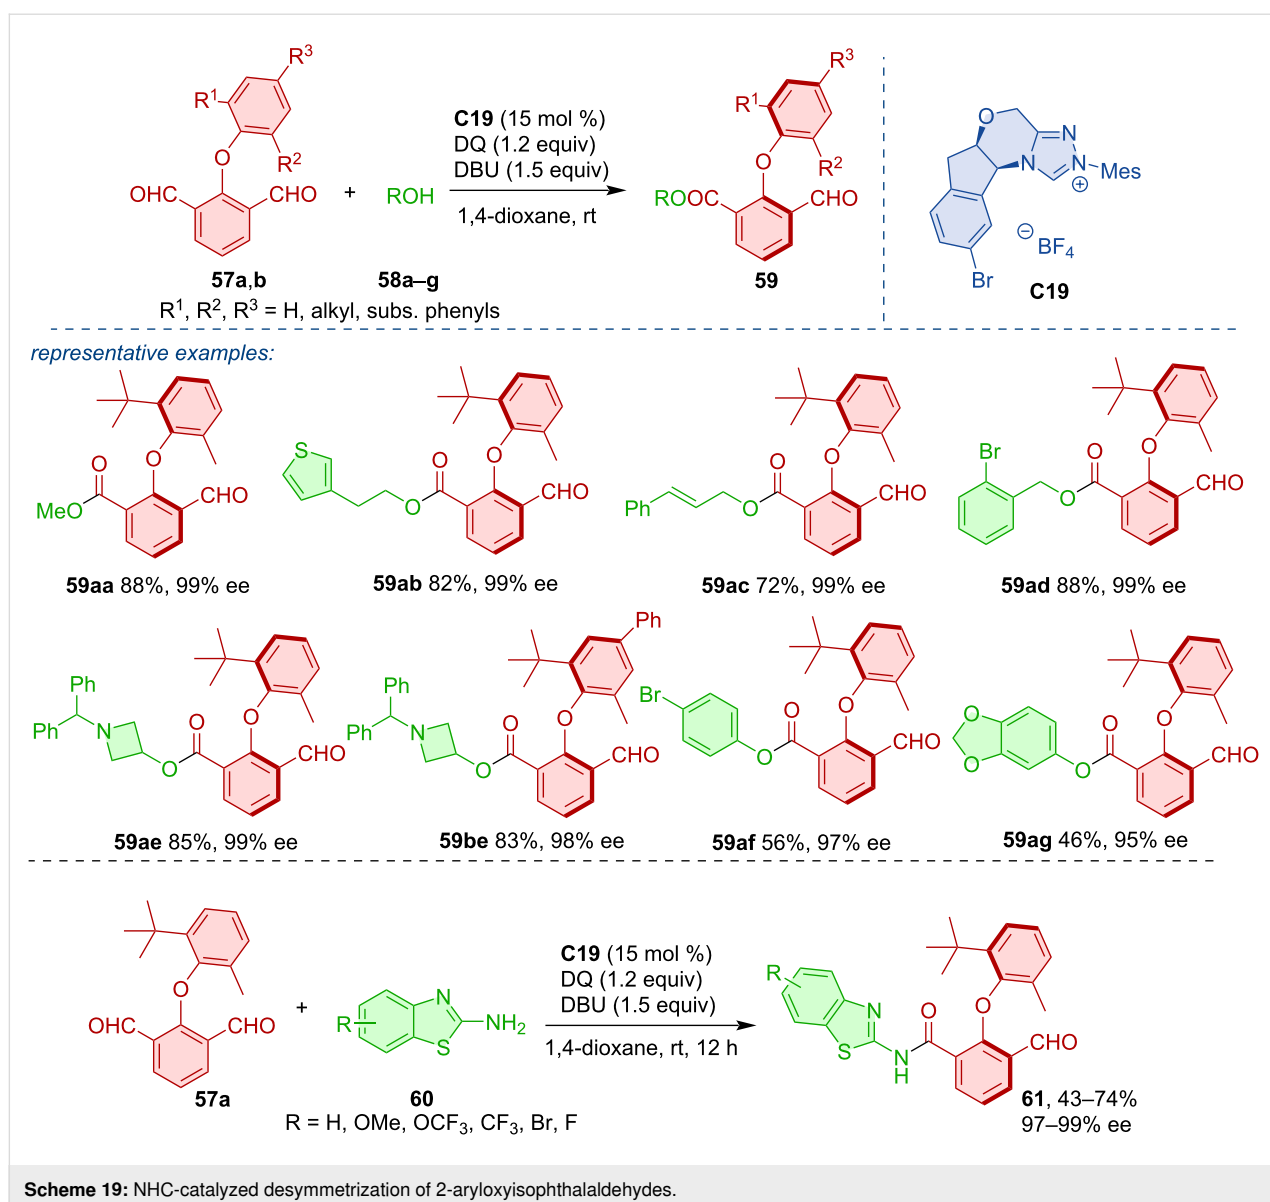 R³
R¹
O
R²
OHC
CHO
57a,b
R¹, R², R³ = H, alkyl, subs. phenyls
+
ROH
58a–g
C19 (15 mol %)
DQ (1.2 equiv)
DBU (1.5 equiv)
1,4-dioxane, rt
R³
R¹
O
R²
ROOC
CHO
59
O
N
N
N
⊕
Mes
⊖
BF₄
Br
C19
representative examples:
O
O
MeO
CHO
59aa 88%, 99% ee
S
O
O
O
CHO
59ab 82%, 99% ee
Ph
O
O
O
CHO
59ac 72%, 99% ee
Br
O
O
O
CHO
59ad 88%, 99% ee
Ph
Ph
N
O
O
O
CHO
59ae 85%, 99% ee
Ph
Ph
Ph
N
O
O
O
CHO
59be 83%, 98% ee
Br
O
O
O
CHO
59af 56%, 97% ee
O
O
O
O
O
CHO
59ag 46%, 95% ee
O
OHC
CHO
57a
+
R
N
S
NH₂
60
R = H, OMe, OCF₃, CF₃, Br, F
C19 (15 mol %)
DQ (1.2 equiv)
DBU (1.5 equiv)
1,4-dioxane, rt, 12 h
R
N
S
N
H
O
O
CHO
61, 43–74%
97–99% ee
Scheme 19: NHC-catalyzed desymmetrization of 2-aryloxyisophthalaldehydes.